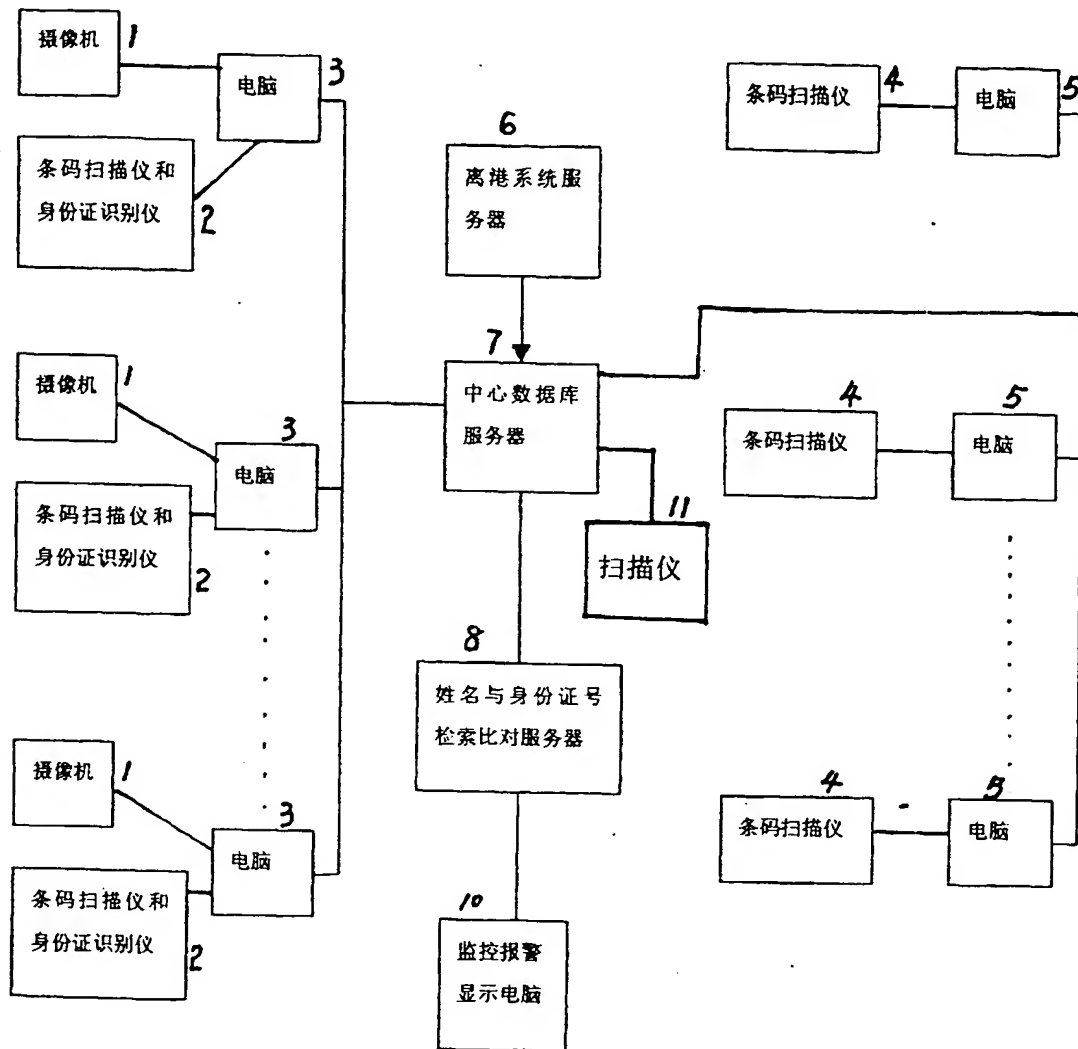 摄像机
1
电脑
3
条码扫描仪和
身份证识别仪
2
6
离港系统服
务器
条码扫描仪
4
电脑
5
摄像机
1
电脑
3
条码扫描仪和
身份证识别仪
2
7
中心数据库
服务器
11
扫描仪
条码扫描仪
4
电脑
5
8
姓名与身份证号
检索比对服务器
摄像机
1
电脑
3
条码扫描仪和
身份证识别仪
2
条码扫描仪
4
电脑
5
10
监控报警
显示电脑